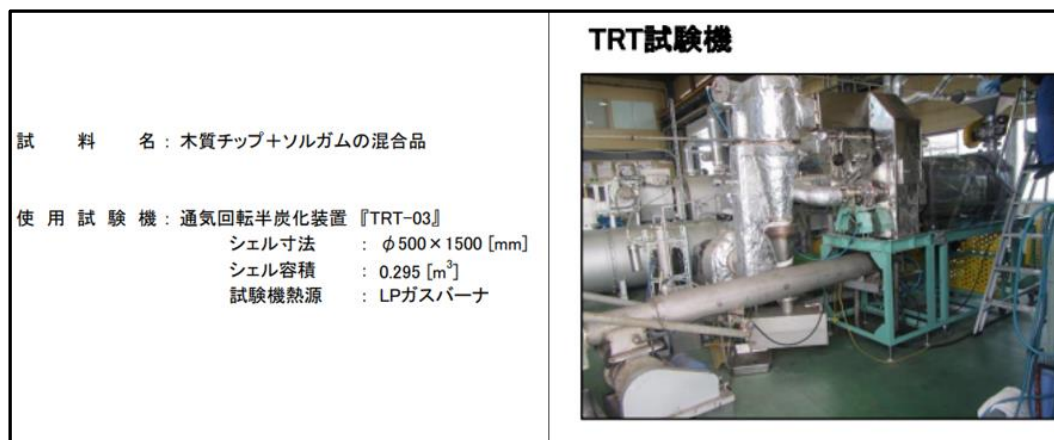 試料名：木質チップ＋ソルガムの混合品
使用試験機：通気回転半炭化装置『TRT-03』
シェル寸法：φ500×1500 [mm]
シェル容積：0.295 [m³]
試験機熱源：LPガスバーナ
TRT試験機